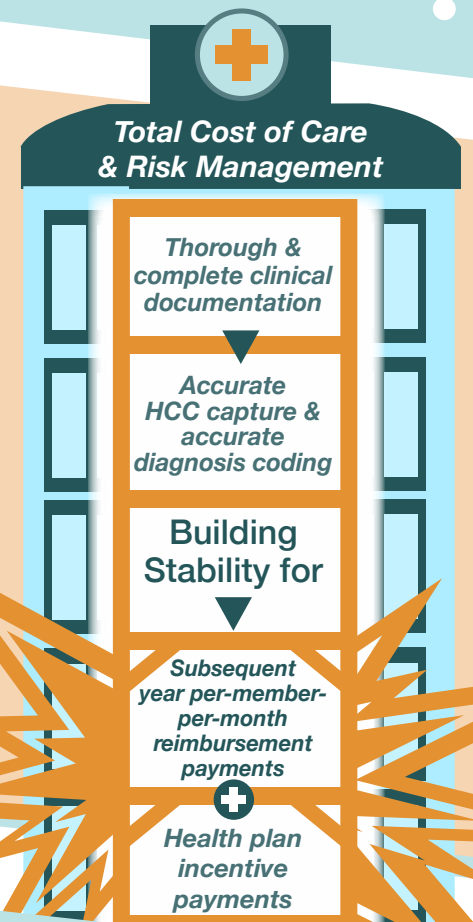 Total Cost of Care
& Risk Management
Thorough &
complete clinical
documentation
Accurate
HCC capture &
accurate
diagnosis coding
Building
Stability for
Subsequent
year per-member-
per-month
reimbursement
payments
Health plan
incentive
payments